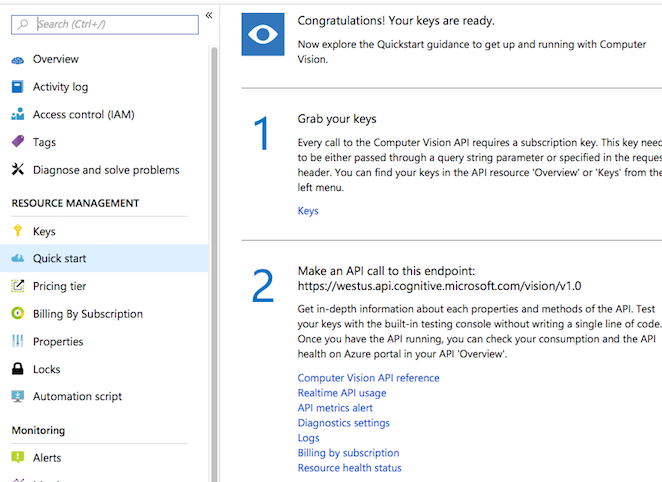 Search (Ctrl+/)
«
Overview
Activity log
Access control (IAM)
Tags
Diagnose and solve problems
RESOURCE MANAGEMENT
Keys
Quick start
Pricing tier
Billing By Subscription
Properties
Locks
Automation script
Monitoring
Alerts
Congratulations! Your keys are ready.
Now explore the Quickstart guidance to get up and running with Computer
Vision.
1
Grab your keys
Every call to the Computer Vision API requires a subscription key. This key
to be either passed through a query string parameter or specified in the
header. You can find your keys in the API resource 'Overview' or 'Keys' from the
left menu.
Keys
2
Make an API call to this endpoint:
https://westus.api.cognitive.microsoft.com/vision/v1.0
Get in-depth information about each properties and methods of the API. Test
your keys with the built-in testing console without writing a single line of code.
Once you have the API running, you can check your consumption and the API
health on Azure portal in your API 'Overview'.
Computer Vision API reference
Realtime API usage
API metrics alert
Diagnostics settings
Logs
Billing by subscription
Resource health status